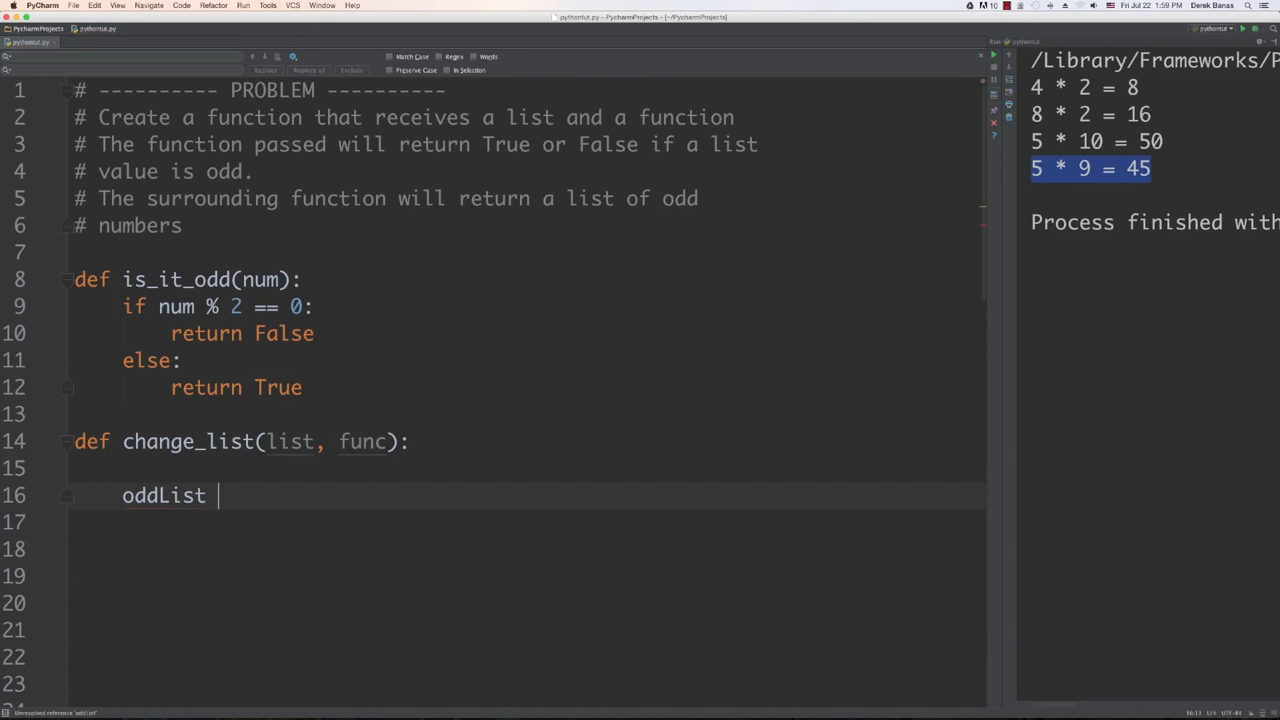 PyCharm File Edit View Navigate Code Refactor Run Tools VCS Window Help
10 Fri Jul 22 1:59 PM Derek Banas
pythontut.py - PycharmProjects - [~/PycharmProjects]
PycharmProjects pythontut.py
pythontut
pythontut.py
Run pythontut
Match Case Regex Words
Replace Replace all Exclude Preserve Case In Selection
1 # ---------- PROBLEM ----------
2 # Create a function that receives a list and a function
3 # The function passed will return True or False if a list
4 # value is odd.
5 # The surrounding function will return a list of odd
6 # numbers
7
8 def is_it_odd(num):
9 if num % 2 == 0:
10 return False
11 else:
12 return True
13
14 def change_list(list, func):
15
16 oddList
17
18
19
20
21
22
23
24
/Library/Frameworks/P
4 * 2 = 8
8 * 2 = 16
5 * 10 = 50
5 * 9 = 45
Process finished with
Unresolved reference 'oddList'
16:13 LF÷ UTF-8÷